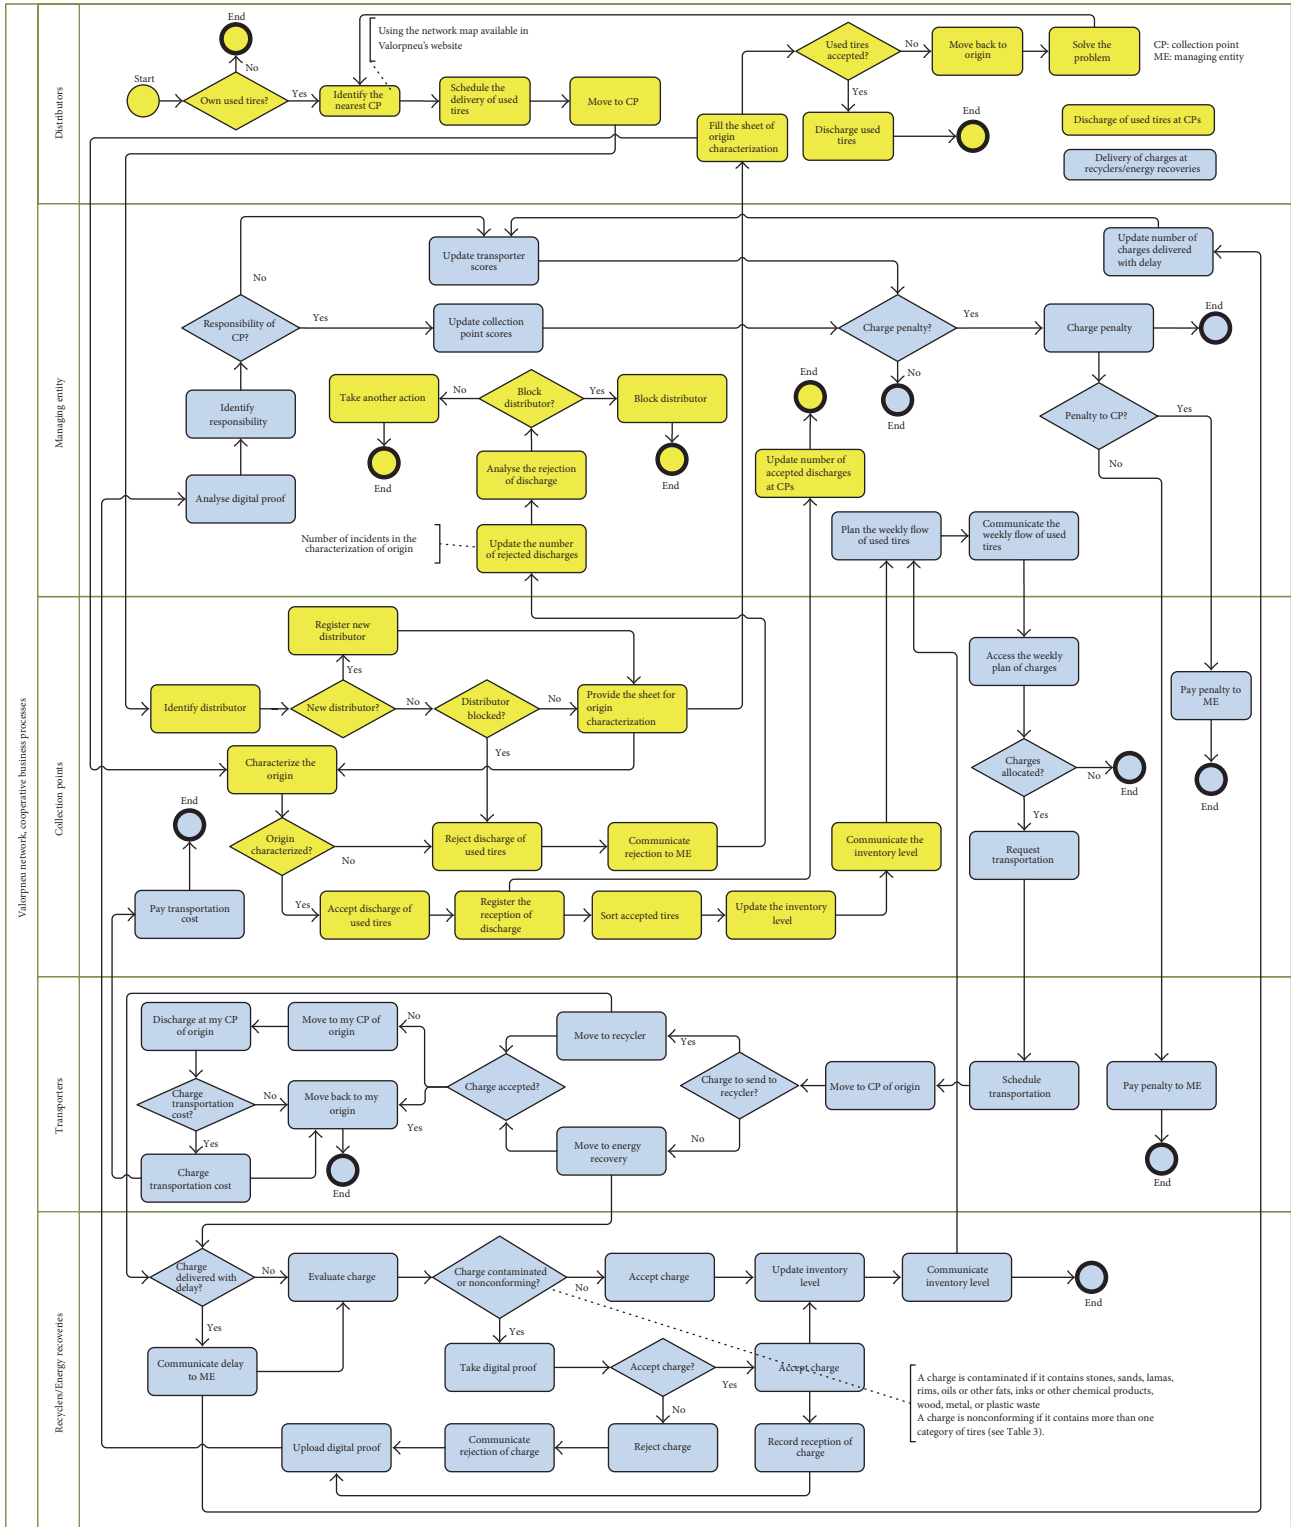 Valorpneu network, cooperative business processes
Distributors
End
Start
No
Own used tires?
Yes
Using the network map available in
Valorpneu's website
Identify the
nearest CP
Schedule the
delivery of used
tires
Move to CP
Fill the sheet of
origin
characterization
Used tires
accepted?
No
Yes
Move back to
origin
Solve the
problem
Discharge used
tires
End
CP: collection point
ME: managing entity
Discharge of used tires at CPs
Delivery of charges at
recyclers/energy recoveries
Managing entity
Update transporter
scores
Update number of
charges delivered
with delay
No
Responsibility of
CP?
Yes
Update collection
point scores
Charge penalty?
Yes
Charge penalty
End
No
End
Identify
responsibility
Take another action
No
Block
distributor?
Yes
Block distributor
End
Penalty to CP?
Yes
No
End
End
Analyse the rejection
of discharge
Update number of
accepted discharges
at CPs
Analyse digital proof
Number of incidents in the
characterization of origin
Update the number
of rejected discharges
Plan the weekly flow
of used tires
Communicate the
weekly flow of used
tires
Collection points
Register new
distributor
Yes
Identify distributor
New distributor?
No
Distributor
blocked?
No
Yes
Provide the sheet for
origin
characterization
Access the weekly
plan of charges
Pay penalty to
ME
End
Characterize the
origin
Charges
allocated?
No
End
Yes
End
Origin
characterized?
No
Yes
Reject discharge of
used tires
Communicate
rejection to ME
Communicate the
inventory level
Request
transportation
Pay transportation
cost
Accept discharge of
used tires
Register the
reception of
discharge
Sort accepted tires
Update the inventory
level
Transporters
Discharge at my CP
of origin
Move to my CP of
origin
No
Move to recycler
Yes
Charge
transportation
cost?
No
Yes
Move back to my
origin
Yes
Charge accepted?
Charge to send to
recycler?
No
Move to CP of origin
Schedule
transportation
Pay penalty to ME
End
Move to energy
recovery
Charge
transportation cost
End
Recyclers/Energy recoveries
Charge
delivered with
delay?
No
Yes
Evaluate charge
Charge contaminated
or nonconforming?
No
Yes
Accept charge
Update inventory
level
Communicate
inventory level
End
Communicate delay
to ME
Take digital proof
Accept charge?
Yes
No
Accept charge
A charge is contaminated if it contains stones, sands, lamas,
rims, oils or other fats, inks or other chemical products,
wood, metal, or plastic waste
A charge is nonconforming if it contains more than one
category of tires (see Table 3).
Upload digital proof
Communicate
rejection of charge
Reject charge
Record reception of
charge